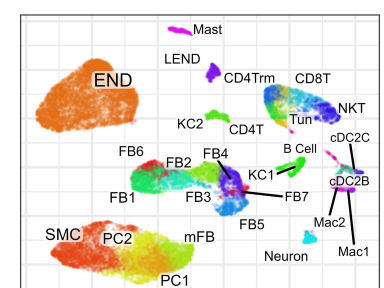 Mast
LEND
END
CD4Trm
CD8T
NKT
Tun
KC2
CD4T
cDC2C
B Cell
FB6
FB4
FB2
KC1
cDC2B
FB1
FB3
FB7
FB5
Mac2
SMC
PC2
mFB
Mac1
Neuron
PC1